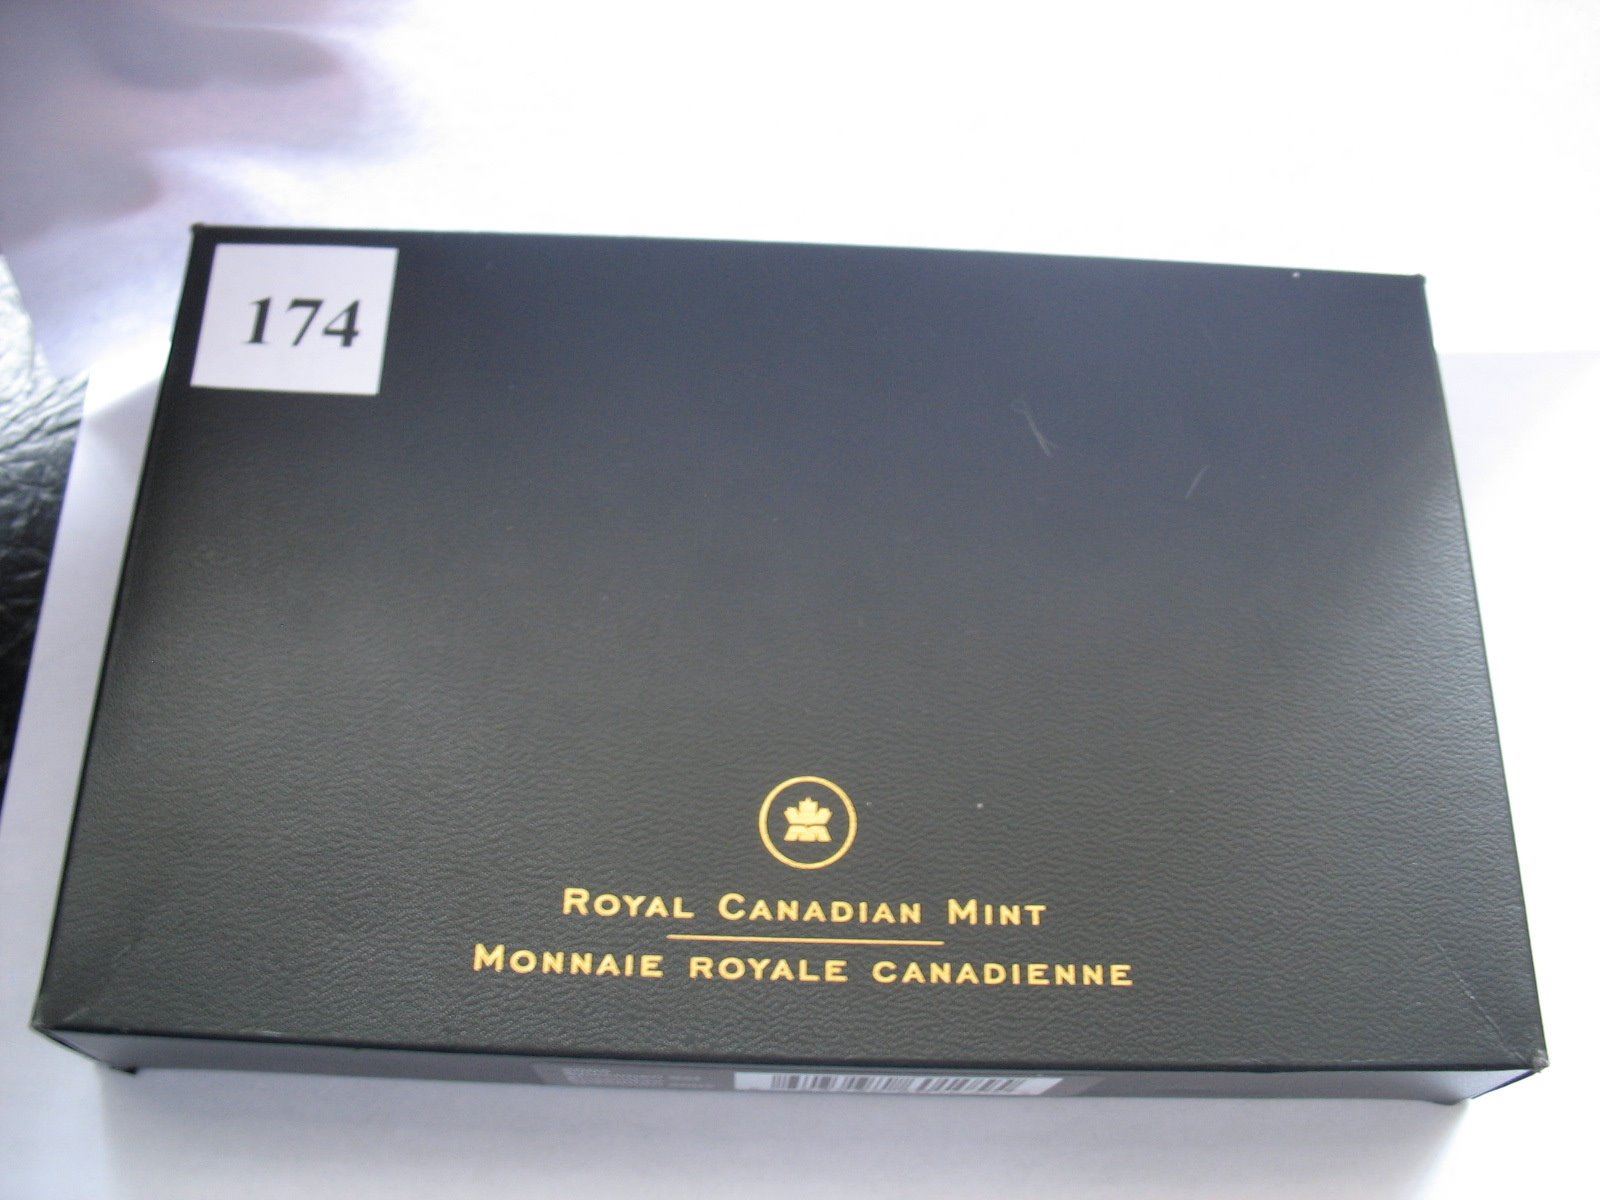 174
ROYAL CANADIAN MINT
MONNAIE ROYALE CANADIENNE